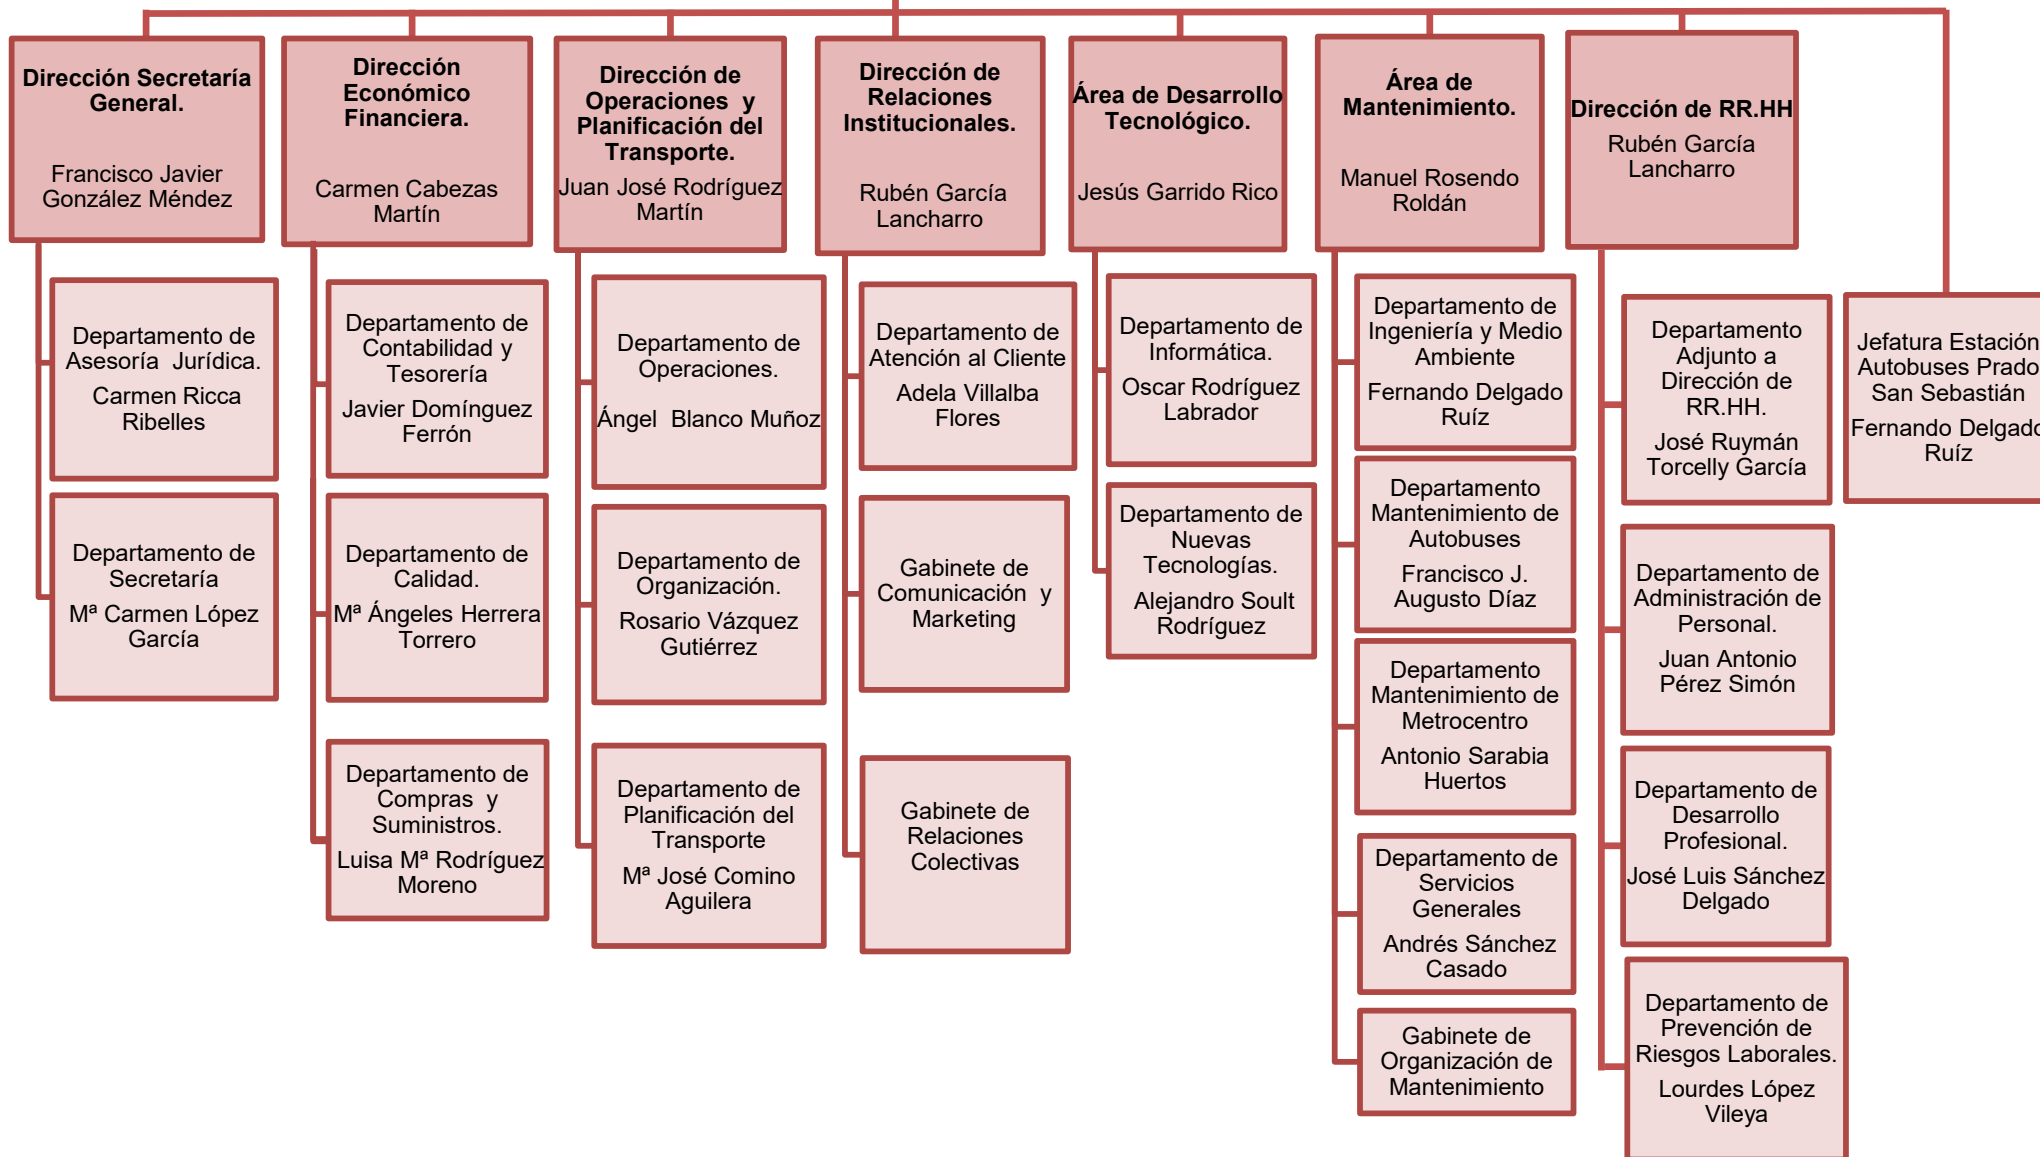 Dirección Secretaría
General.
Francisco Javier
González Méndez
Departamento de
Asesoría Jurídica.
Carmen Ricca
Ribelles
Departamento de
Secretaría
Mª Carmen López
García
Dirección
Económico
Financiera.
Carmen Cabezas
Martín
Departamento de
Contabilidad y
Tesorería
Javier Domínguez
Ferrón
Departamento de
Calidad.
Mª Ángeles Herrera
Torrero
Departamento de
Compras y
Suministros.
Luisa Mª Rodríguez
Moreno
Dirección de
Operaciones y
Planificación del
Transporte.
Juan José Rodríguez
Martín
Departamento de
Operaciones.
Ángel Blanco Muñoz
Departamento de
Organización.
Rosario Vázquez
Gutiérrez
Departamento de
Planificación del
Transporte
Mª José Comino
Aguilera
Dirección de
Relaciones
Institucionales.
Rubén García
Lancharro
Departamento de
Atención al Cliente
Adela Villalba
Flores
Gabinete de
Comunicación y
Marketing
Gabinete de
Relaciones
Colectivas
Área de Desarrollo
Tecnológico.
Jesús Garrido Rico
Departamento de
Informática.
Oscar Rodríguez
Labrador
Departamento de
Nuevas
Tecnologías.
Alejandro Soult
Rodríguez
Área de
Mantenimiento.
Manuel Rosendo
Roldán
Departamento de
Ingeniería y Medio
Ambiente
Fernando Delgado
Ruíz
Departamento
Mantenimiento de
Autobuses
Francisco J.
Augusto Díaz
Departamento
Mantenimiento de
Metrocentro
Antonio Sarabia
Huertos
Departamento de
Servicios
Generales
Andrés Sánchez
Casado
Gabinete de
Organización de
Mantenimiento
Dirección de RR.HH
Rubén García
Lancharro
Departamento
Adjunto a
Dirección de
RR.HH.
José Ruymán
Torcelly García
Departamento de
Administración de
Personal.
Juan Antonio
Pérez Simón
Departamento de
Desarrollo
Profesional.
José Luis Sánchez
Delgado
Departamento de
Prevención de
Riesgos Laborales.
Lourdes López
Vileya
Jefatura Estación
Autobuses Prado
San Sebastián
Fernando Delgado
Ruíz